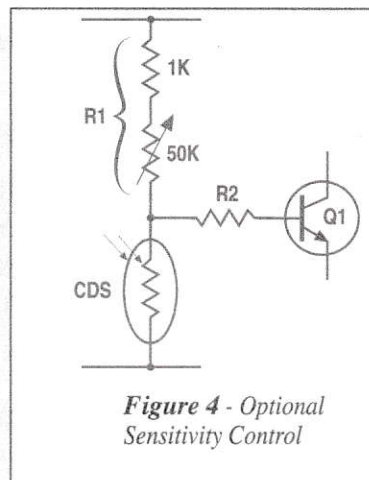 1K
R1
50K
R2
Q1
CDS
Figure 4 - Optional
Sensitivity Control